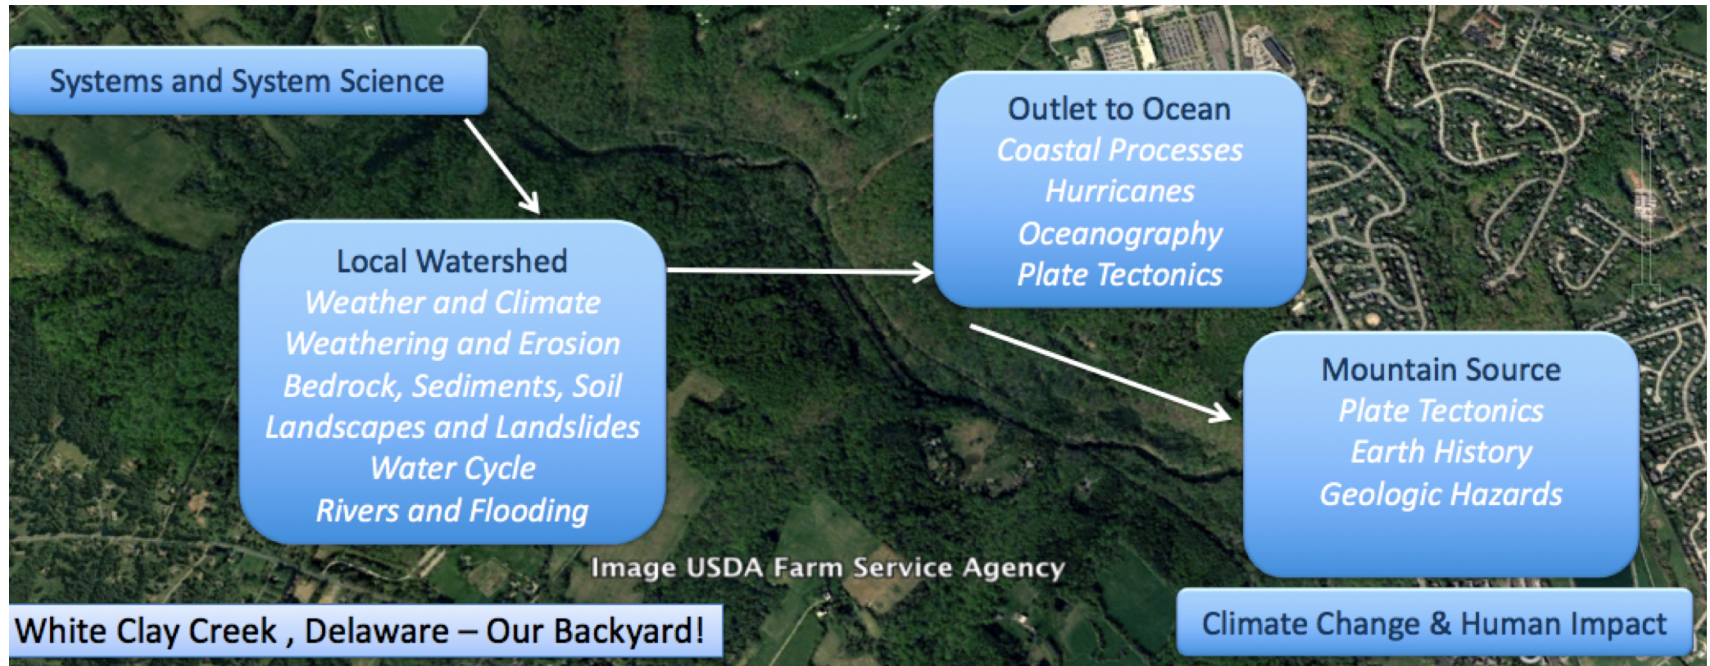 Systems and System Science
Local Watershed
Weather and Climate
Weathering and Erosion
Bedrock, Sediments, Soil
Landscapes and Landslides
Water Cycle
Rivers and Flooding
Outlet to Ocean
Coastal Processes
Hurricanes
Oceanography
Plate Tectonics
Mountain Source
Plate Tectonics
Earth History
Geologic Hazards
Climate Change & Human Impact
Image USDA Farm Service Agency
White Clay Creek , Delaware – Our Backyard!